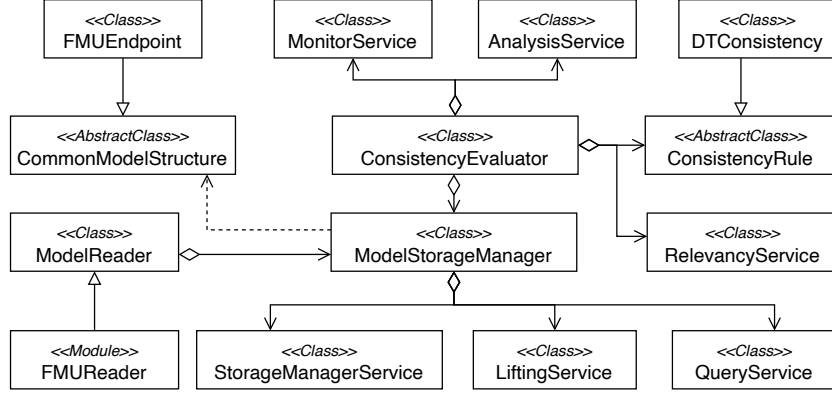 <<Class>>
FMUEndpoint
<<Class>>
MonitorService
<<Class>>
AnalysisService
<<Class>>
DTConsistency
<<AbstractClass>>
CommonModelStructure
<<Class>>
ConsistencyEvaluator
<<AbstractClass>>
ConsistencyRule
<<Class>>
ModelReader
<<Class>>
ModelStorageManager
<<Class>>
RelevancyService
<<Module>>
FMUReader
<<Class>>
StorageManagerService
<<Class>>
LiftingService
<<Class>>
QueryService